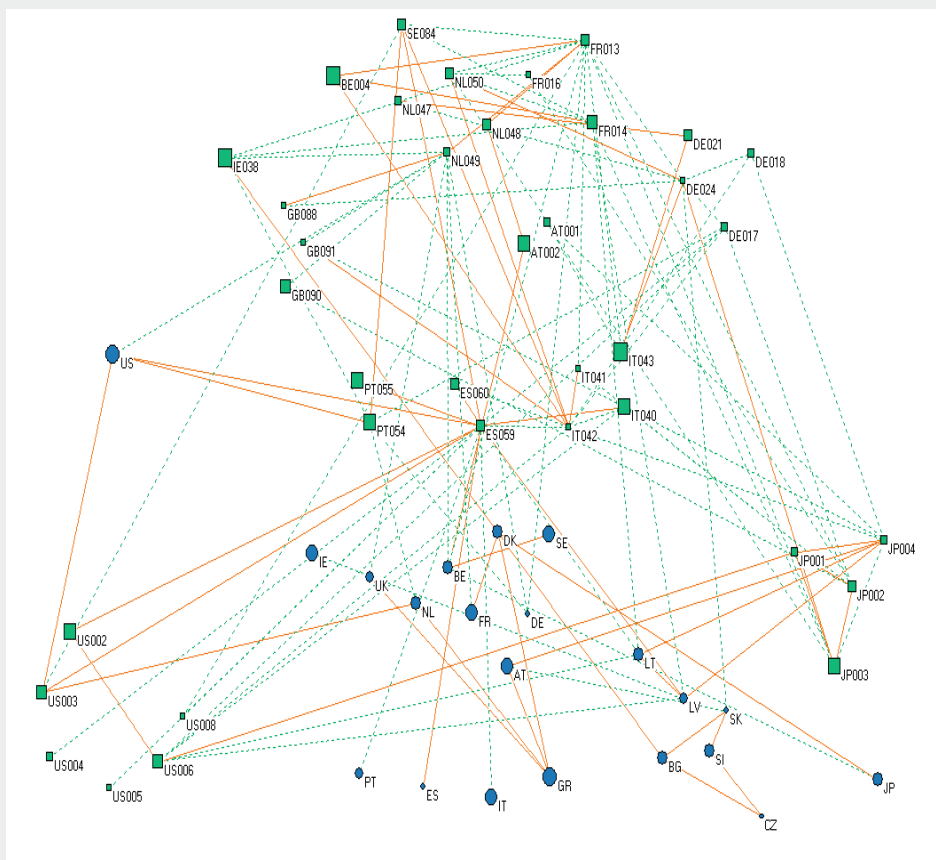 SE084
FR013
BE004
NL050
FR016
NL047
NL048
FR014
DE021
NL049
DE018
IE038
DE024
GB088
AT001
DE017
GB091
AT002
GB090
US
IT043
IT041
PT055
ES060
IT040
PT054
ES059
IT042
DK
SE
JP004
IE
JP001
BE
UK
JP002
NL
FR
DE
US002
LT
AT
JP003
US003
LV
SK
US008
SI
US004
US006
BG
PT
GR
JP
ES
US005
IT
CZ